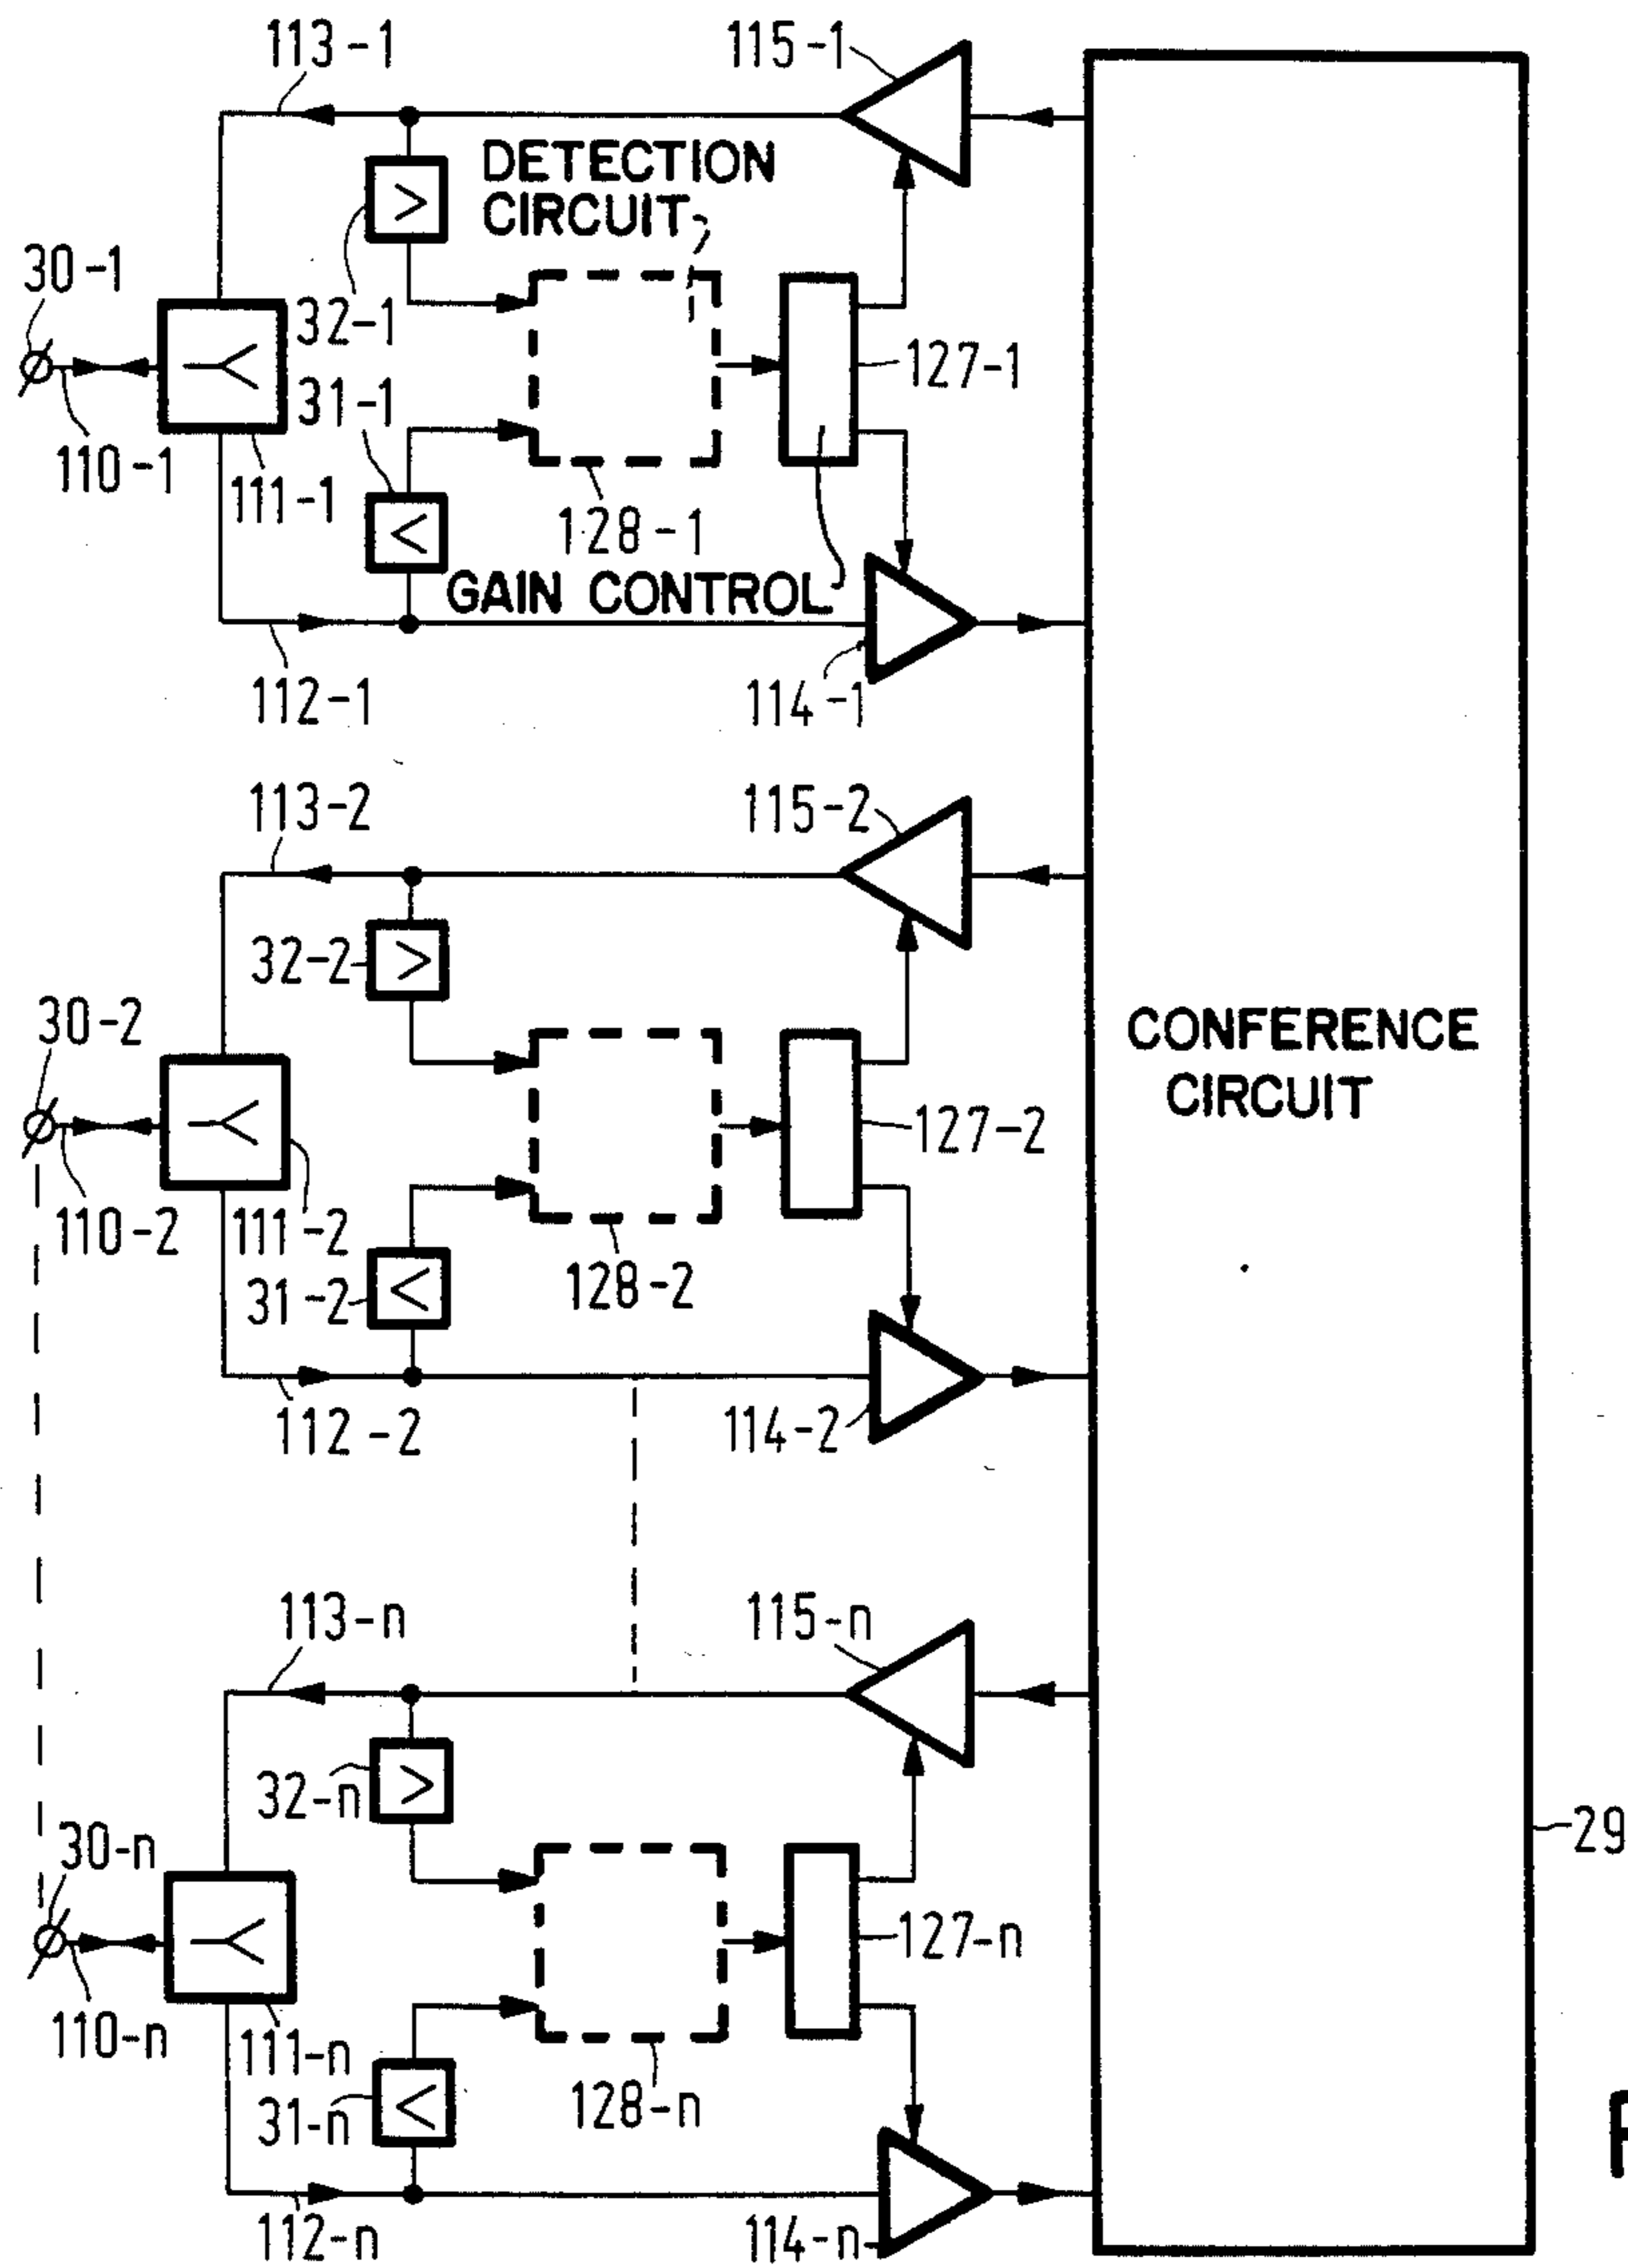 113-1
115-1
DETECTION
CIRCUIT
30-1
32-1
127-1
31-1
110-1
111-1
128-1
GAIN CONTROL
112-1
114-1
113-2
115-2
32-2
30-2
CONFERENCE
CIRCUIT
127-2
110-2
111-2
31-2
128-2
112-2
114-2
113-n
115-n
32-n
30-n
29
127-n
110-n
111-n
31-n
128-n
112-n
114-n